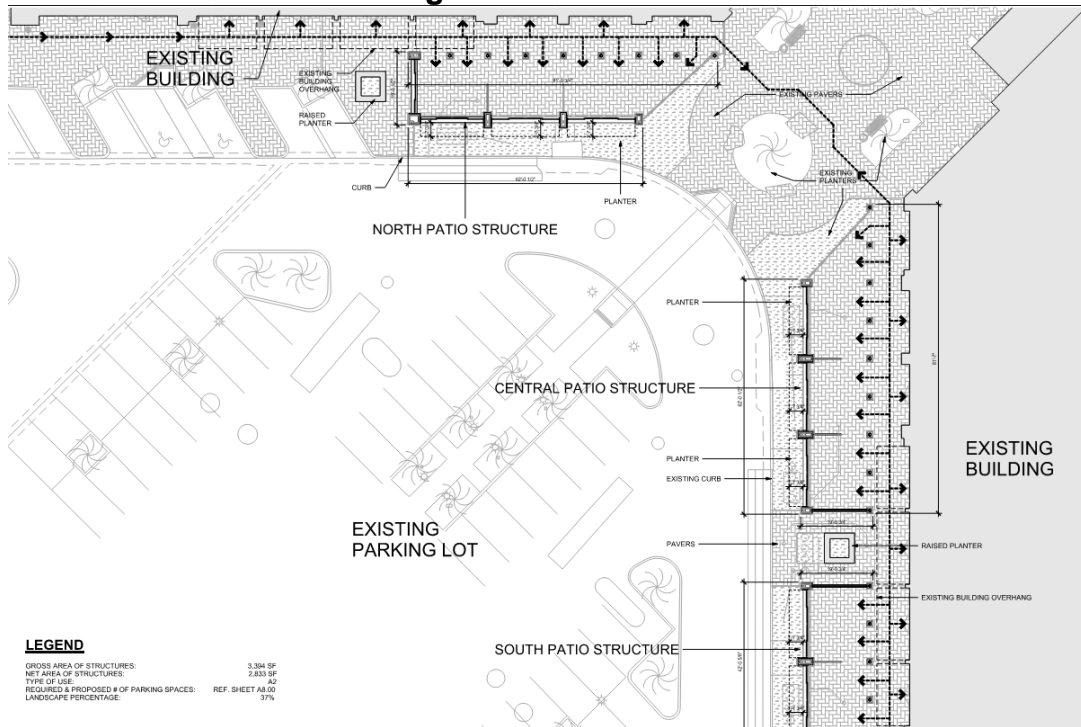 EXISTING
BUILDING
EXISTING
BUILDING
OVERHANG
RAISED
PLANTER
EXISTING PAVERS
EXISTING
PLANTERS
CURB
PLANTER
NORTH PATIO STRUCTURE
PLANTER
CENTRAL PATIO STRUCTURE
PLANTER
EXISTING CURB
EXISTING
BUILDING
EXISTING
PARKING LOT
PAVERS
RAISED PLANTER
EXISTING BUILDING OVERHANG
SOUTH PATIO STRUCTURE
LEGEND
GROSS AREA OF STRUCTURES: 3,394 SF
NET AREA OF STRUCTURES: 2,833 SF
TYPE OF USE: A2
REQUIRED & PROPOSED # OF PARKING SPACES: REF. SHEET A8.00
LANDSCAPE PERCENTAGE: 37%